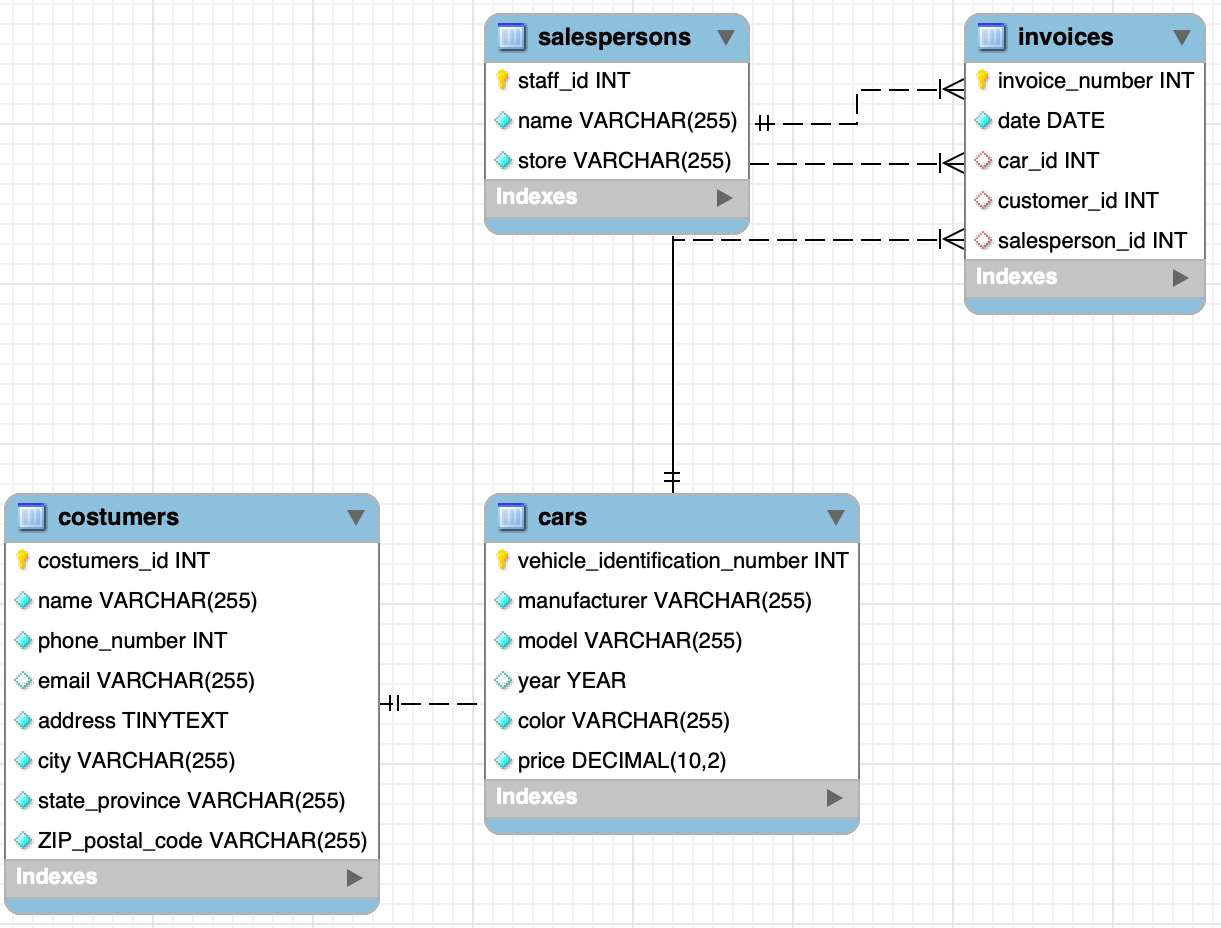 salespersons
staff_id INT
name VARCHAR(255)
store VARCHAR(255)
Indexes
invoices
invoice_number INT
date DATE
car_id INT
customer_id INT
salesperson_id INT
Indexes
costumers
costumers_id INT
name VARCHAR(255)
phone_number INT
email VARCHAR(255)
address TINYTEXT
city VARCHAR(255)
state_province VARCHAR(255)
ZIP_postal_code VARCHAR(255)
Indexes
cars
vehicle_identification_number INT
manufacturer VARCHAR(255)
model VARCHAR(255)
year YEAR
color VARCHAR(255)
price DECIMAL(10,2)
Indexes